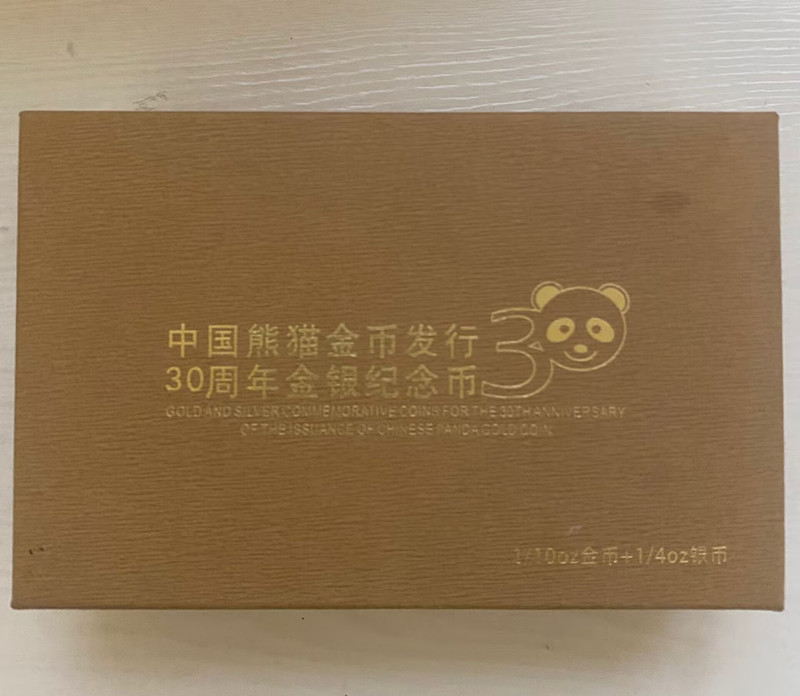 中国熊猫金币发行
30周年金银纪念币
30
GOLD AND SILVER COMMEMORATIVE COINS FOR THE 30TH ANNIVERSARY
OF THE ISSUANCE OF CHINESE PANDA GOLD COIN
1/10oz金币+1/4oz银币